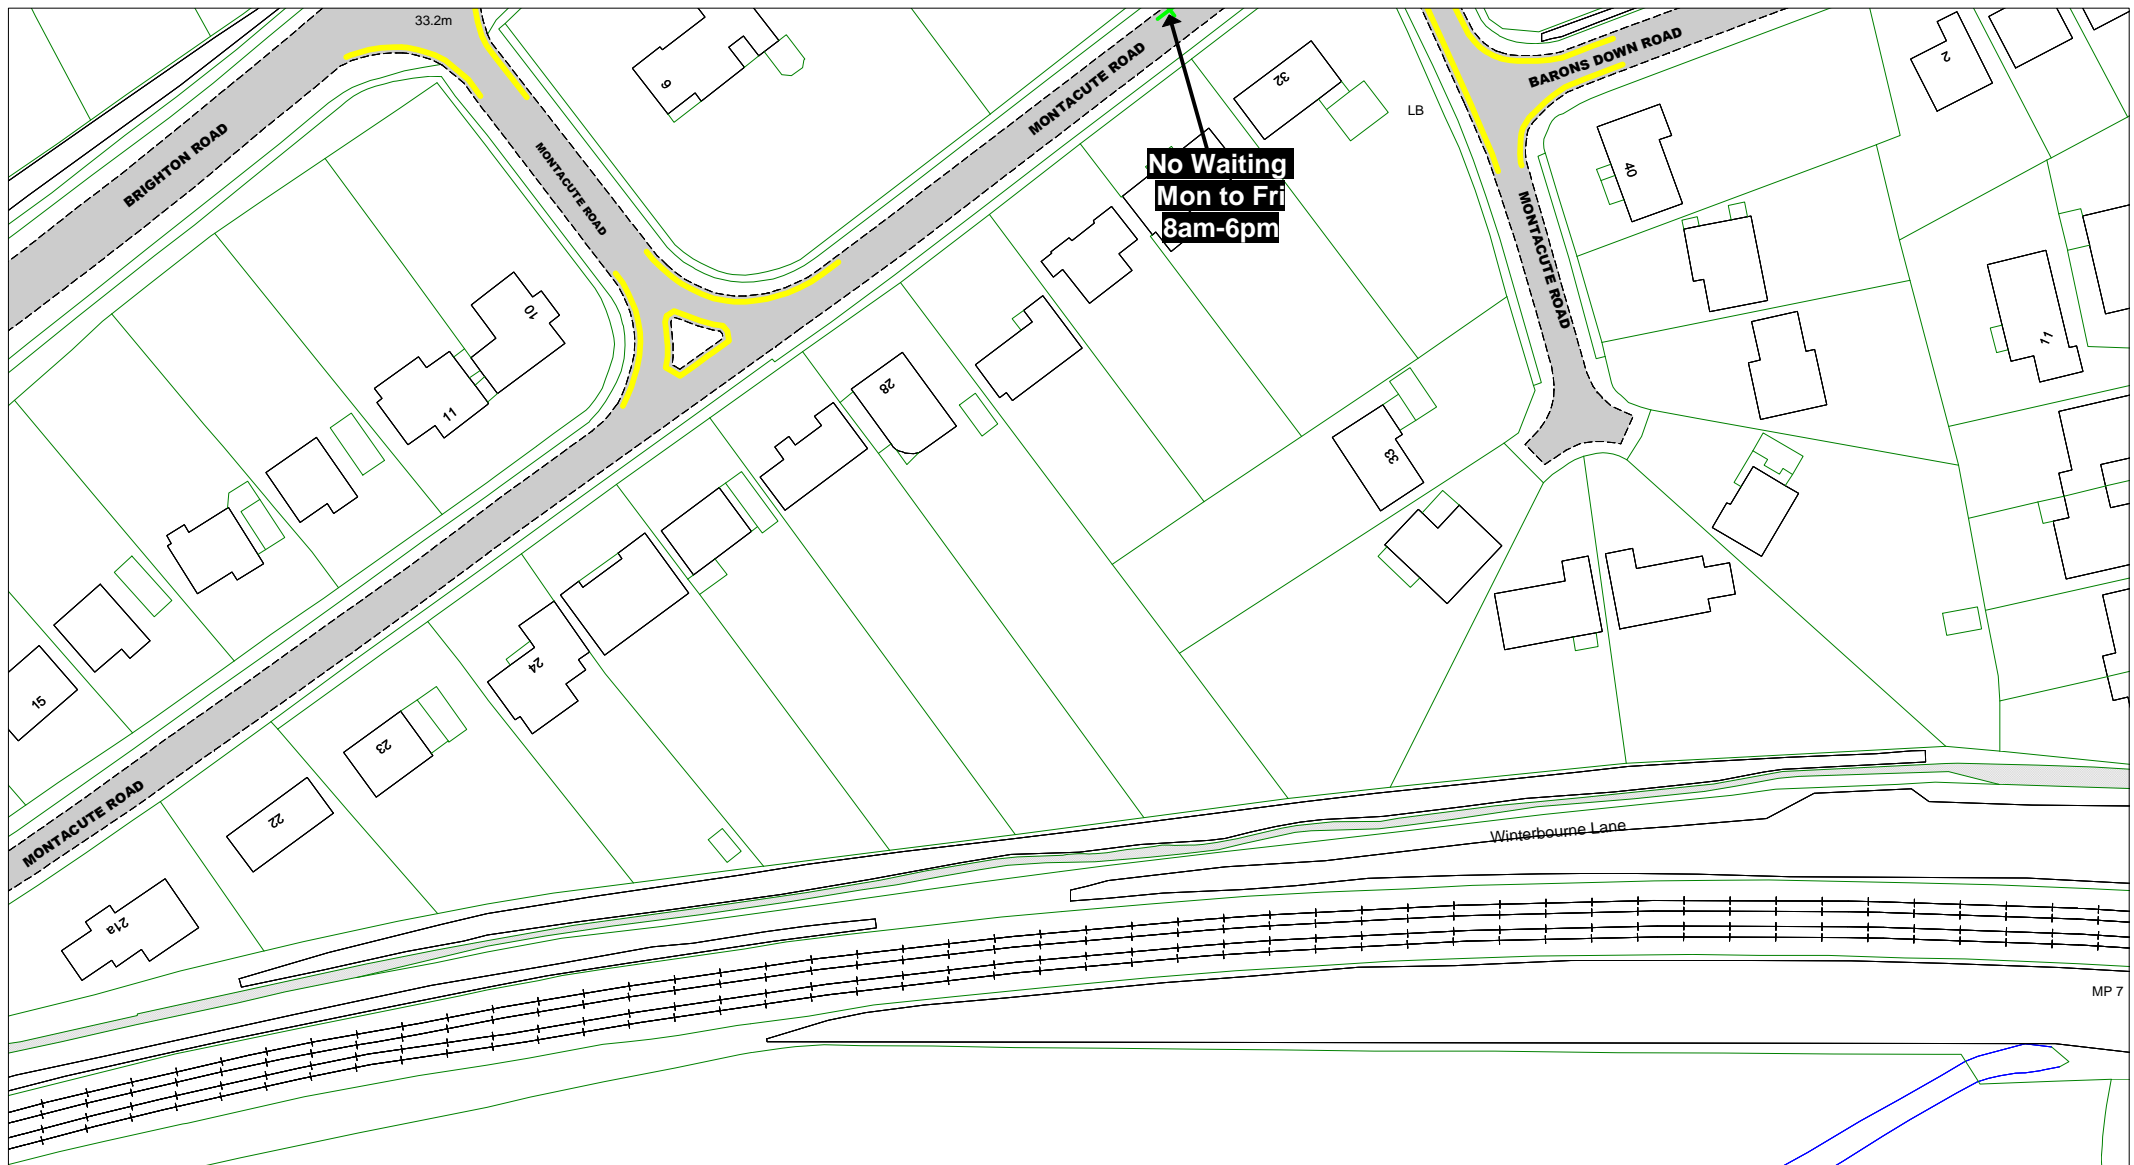 33.2m
BRIGHTON ROAD
MONTACUTE ROAD
9
MONTACUTE ROAD
32
LB
BARONS DOWN ROAD
2
No Waiting
Mon to Fri
8am-6pm
40
MONTACUTE ROAD
10
11
28
33
11
15
24
23
22
MONTACUTE ROAD
21a
Winterbourne Lane
MP 7